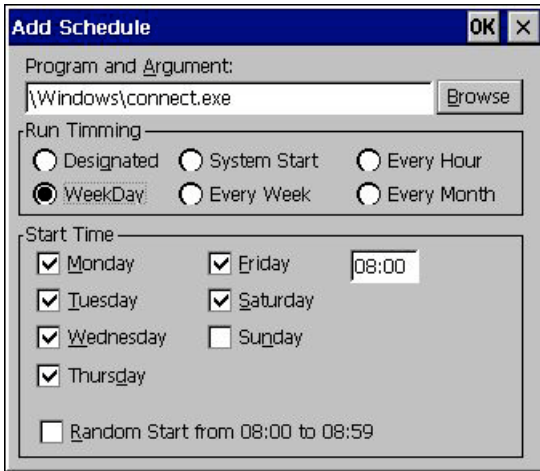 Add Schedule OK ×
Program and Argument:
\Windows\connect.exe Browse
Run Timming
Designated System Start Every Hour
WeekDay Every Week Every Month
Start Time
Monday Friday 08:00
Tuesday Saturday
Wednesday Sunday
Thursday
Random Start from 08:00 to 08:59